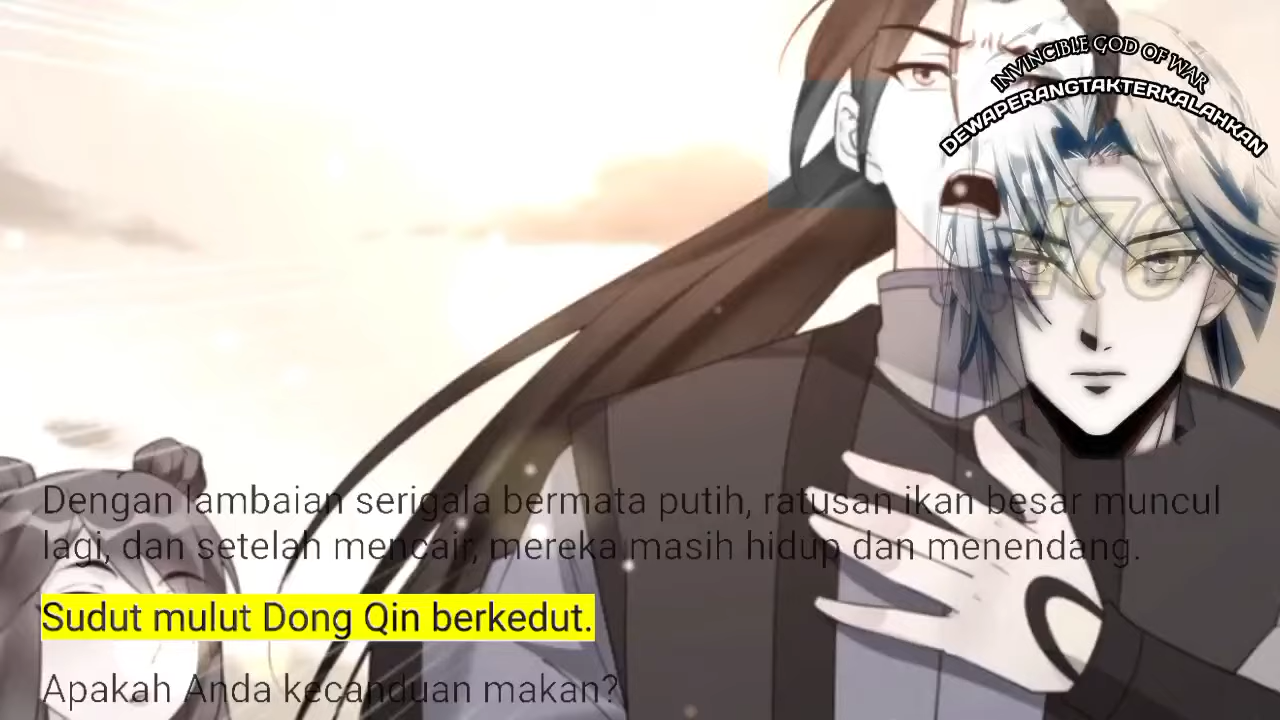 INVINCIBLE GOD OF WAR
DEWAPERANGTAKTERKALAHKAN
476
Dengan lambaian serigala bermata putih, ratusan ikan besar muncul
lagi, dan setelah mencair, mereka masih hidup dan menendang.
Sudut mulut Dong Qin berkedut.
Apakah Anda kecanduan makan?